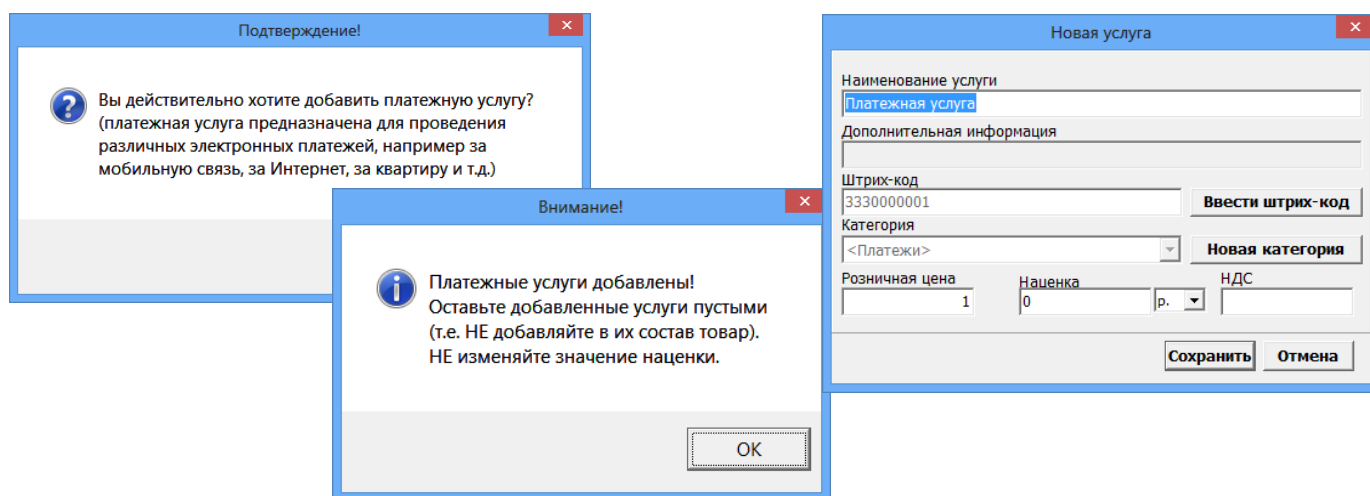 Подтверждение!
Вы действительно хотите добавить платежную услугу?
(платежная услуга предназначена для проведения
различных электронных платежей, например за
мобильную связь, за Интернет, за квартиру и т.д.)
Внимание!
Платежные услуги добавлены!
Оставьте добавленные услуги пустыми
(т.е. НЕ добавляйте в их состав товар).
НЕ изменяйте значение наценки.
OK
Новая услуга
Наименование услуги
Платежная услуга
Дополнительная информация
Штрих-код
3330000001 Ввести штрих-код
Категория
<Платежи> Новая категория
Розничная цена Наценка НДС
1 0 р.
Сохранить Отмена